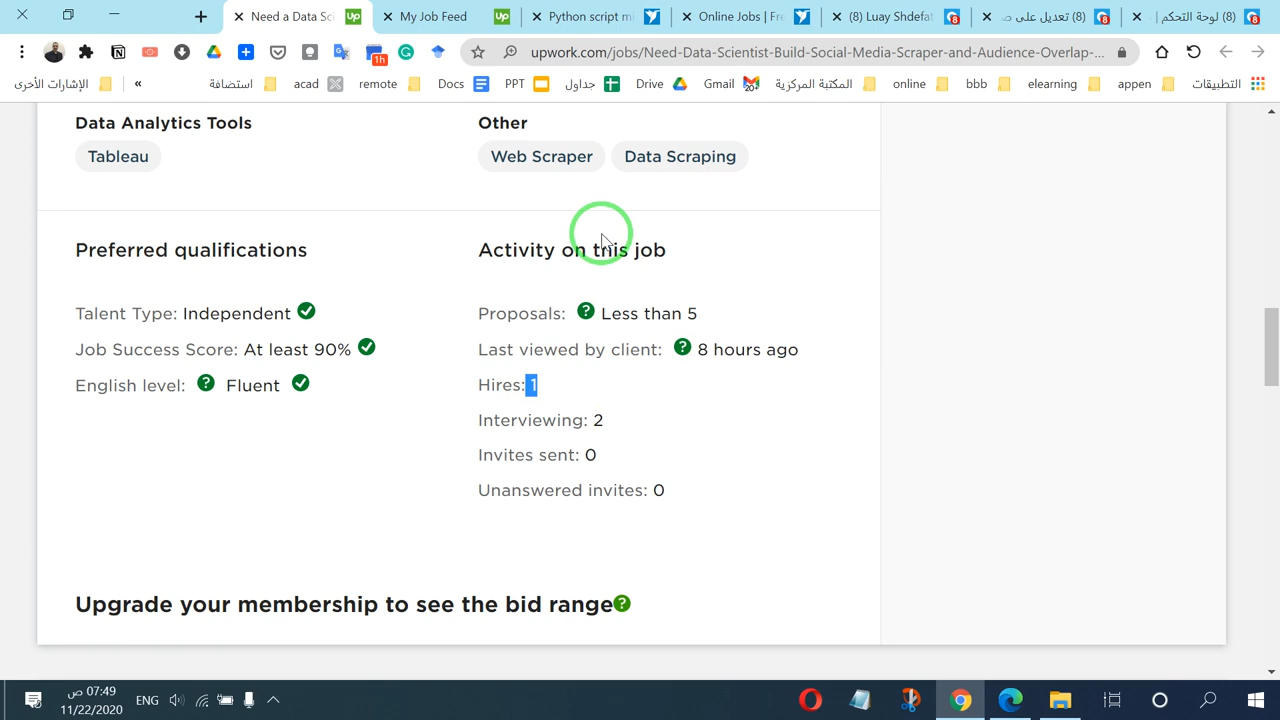 Need a Data Sci
My Job Feed
Python script mi
Online Jobs | Fre
(8) Luay Shdefat
(8) تعديل على صـ
(8) لوحة التحكم |
upwork.com/jobs/Need-Data-Scientist-Build-Social-Media-Scraper-and-Audience-Overlap-...
1h
الإشارات الأخرى
«
استضافة
acad
remote
Docs
PPT
جداول
Drive
المكتبة المركزية
Gmail
20+
online
bbb
elearning
appen
التطبيقات
Data Analytics Tools
Other
Tableau
Web Scraper
Data Scraping
Preferred qualifications
Activity on this job
Talent Type: Independent
Proposals: ? Less than 5
Job Success Score: At least 90%
Last viewed by client: ? 8 hours ago
English level: ? Fluent
Hires: 1
Interviewing: 2
Invites sent: 0
Unanswered invites: 0
Upgrade your membership to see the bid range?
07:49 ص
ENG
11/22/2020